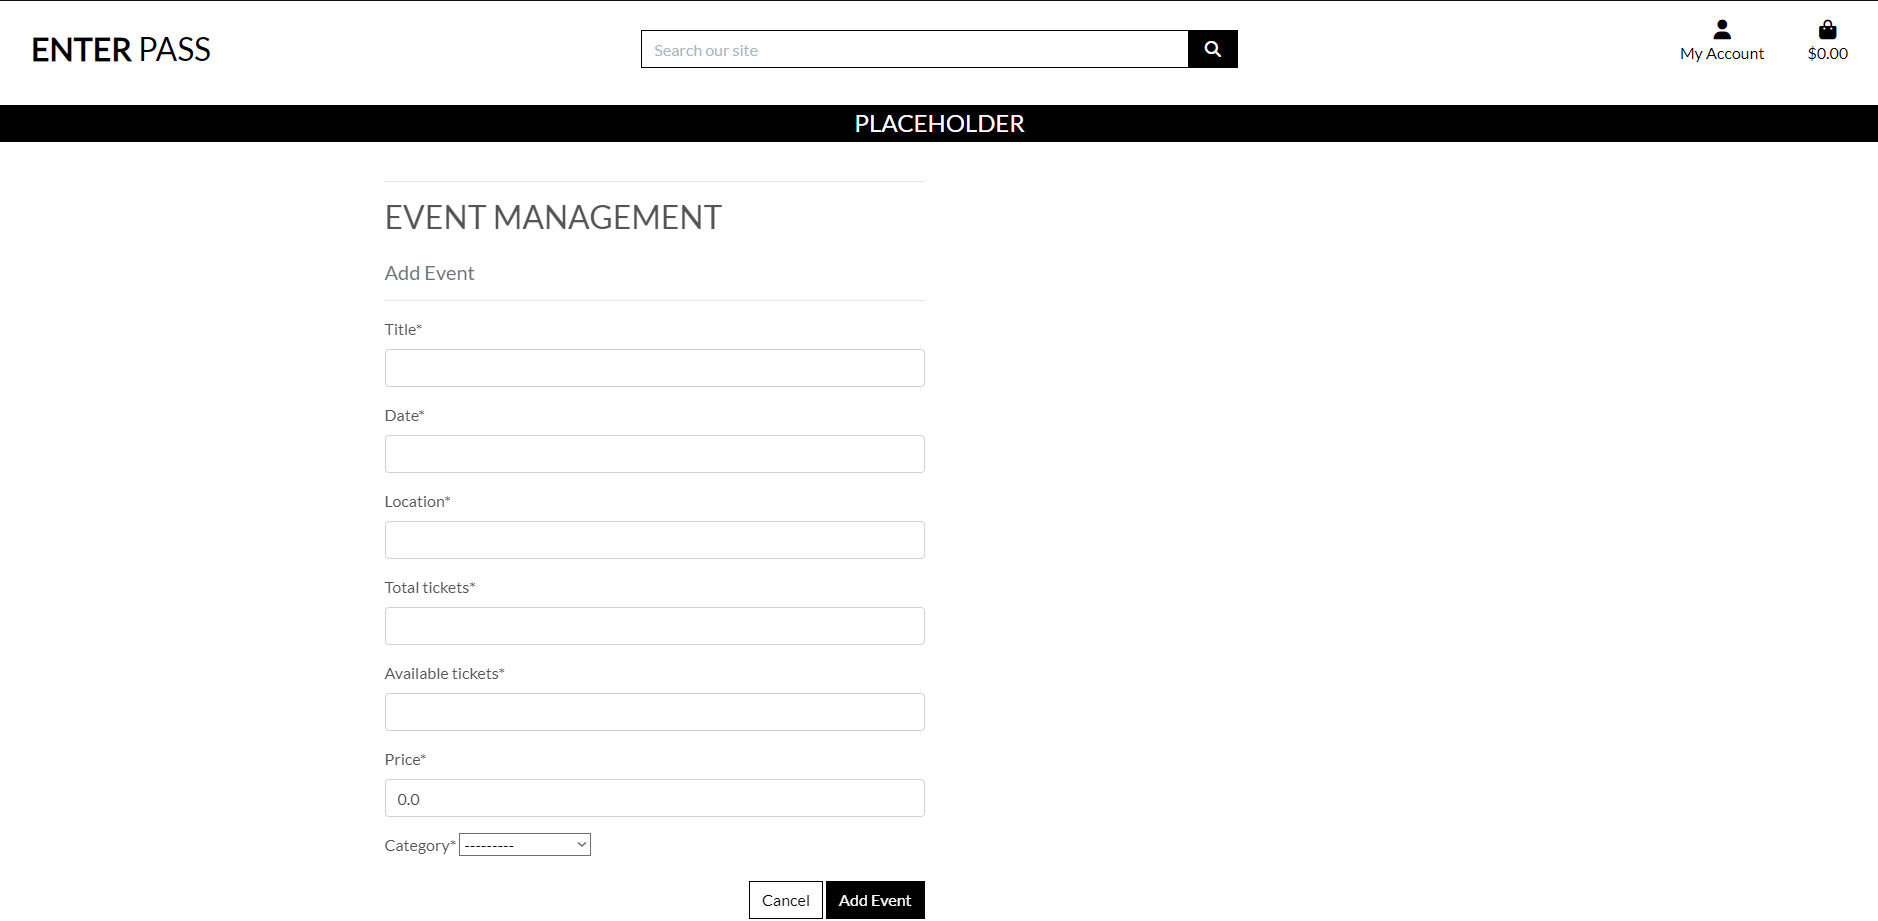 ENTER PASS
Search our site
My Account
$0.00
PLACEHOLDER
EVENT MANAGEMENT
Add Event
Title*
Date*
Location*
Total tickets*
Available tickets*
Price*
0.0
Category* ---------
Cancel Add Event